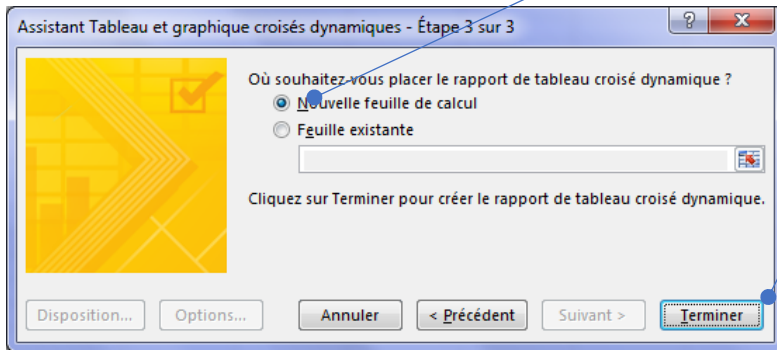 Assistant Tableau et graphique croisés dynamiques - Étape 3 sur 3
Où souhaitez-vous placer le rapport de tableau croisé dynamique ?
Nouvelle feuille de calcul
Feuille existante
Cliquez sur Terminer pour créer le rapport de tableau croisé dynamique.
Disposition... Options... Annuler < Précédent Suivant > Terminer